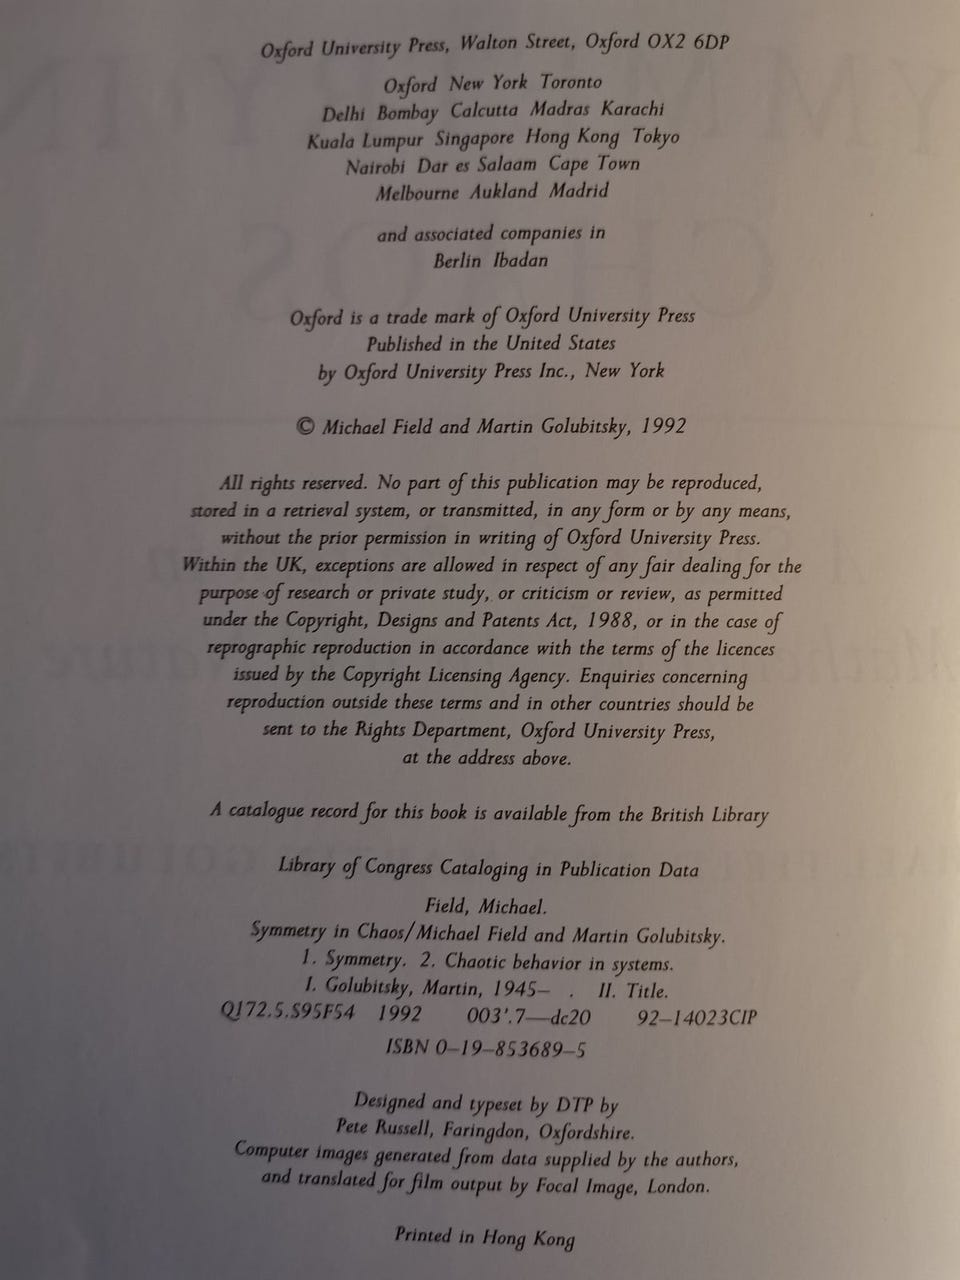 Oxford University Press, Walton Street, Oxford OX2 6DP
Oxford New York Toronto
Delhi Bombay Calcutta Madras Karachi
Kuala Lumpur Singapore Hong Kong Tokyo
Nairobi Dar es Salaam Cape Town
Melbourne Aukland Madrid
and associated companies in
Berlin Ibadan
Oxford is a trade mark of Oxford University Press
Published in the United States
by Oxford University Press Inc., New York
© Michael Field and Martin Golubitsky, 1992
All rights reserved. No part of this publication may be reproduced,
stored in a retrieval system, or transmitted, in any form or by any means,
without the prior permission in writing of Oxford University Press.
Within the UK, exceptions are allowed in respect of any fair dealing for the
purpose of research or private study, or criticism or review, as permitted
under the Copyright, Designs and Patents Act, 1988, or in the case of
reprographic reproduction in accordance with the terms of the licences
issued by the Copyright Licensing Agency. Enquiries concerning
reproduction outside these terms and in other countries should be
sent to the Rights Department, Oxford University Press,
at the address above.
A catalogue record for this book is available from the British Library
Library of Congress Cataloging in Publication Data
Field, Michael.
Symmetry in Chaos/Michael Field and Martin Golubitsky.
1. Symmetry. 2. Chaotic behavior in systems.
I. Golubitsky, Martin, 1945– . II. Title.
Q172.5.S95F54 1992 003'.7—dc20 92–14023CIP
ISBN 0–19–853689–5
Designed and typeset by DTP by
Pete Russell, Faringdon, Oxfordshire.
Computer images generated from data supplied by the authors,
and translated for film output by Focal Image, London.
Printed in Hong Kong